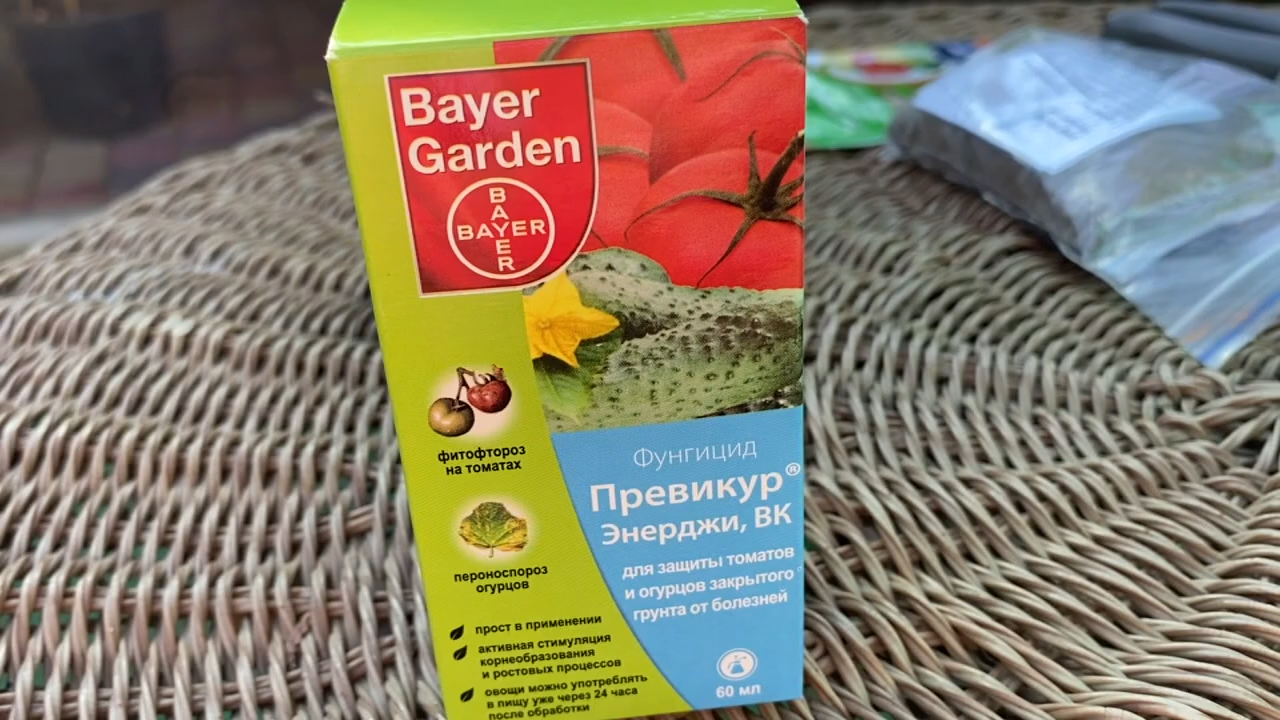 Bayer
Garden
BAYER
BAYER
фитофтороз
на томатах
пероноспороз
огурцов
прост в применении
активная стимуляция
корнеобразования
и ростовых процессов
овощи можно употреблять
в пищу уже через 24 часа
после обработки
Фунгицид
Превикур®
Энерджи, ВК
для защиты томатов
и огурцов закрытого
грунта от болезней
60 мл